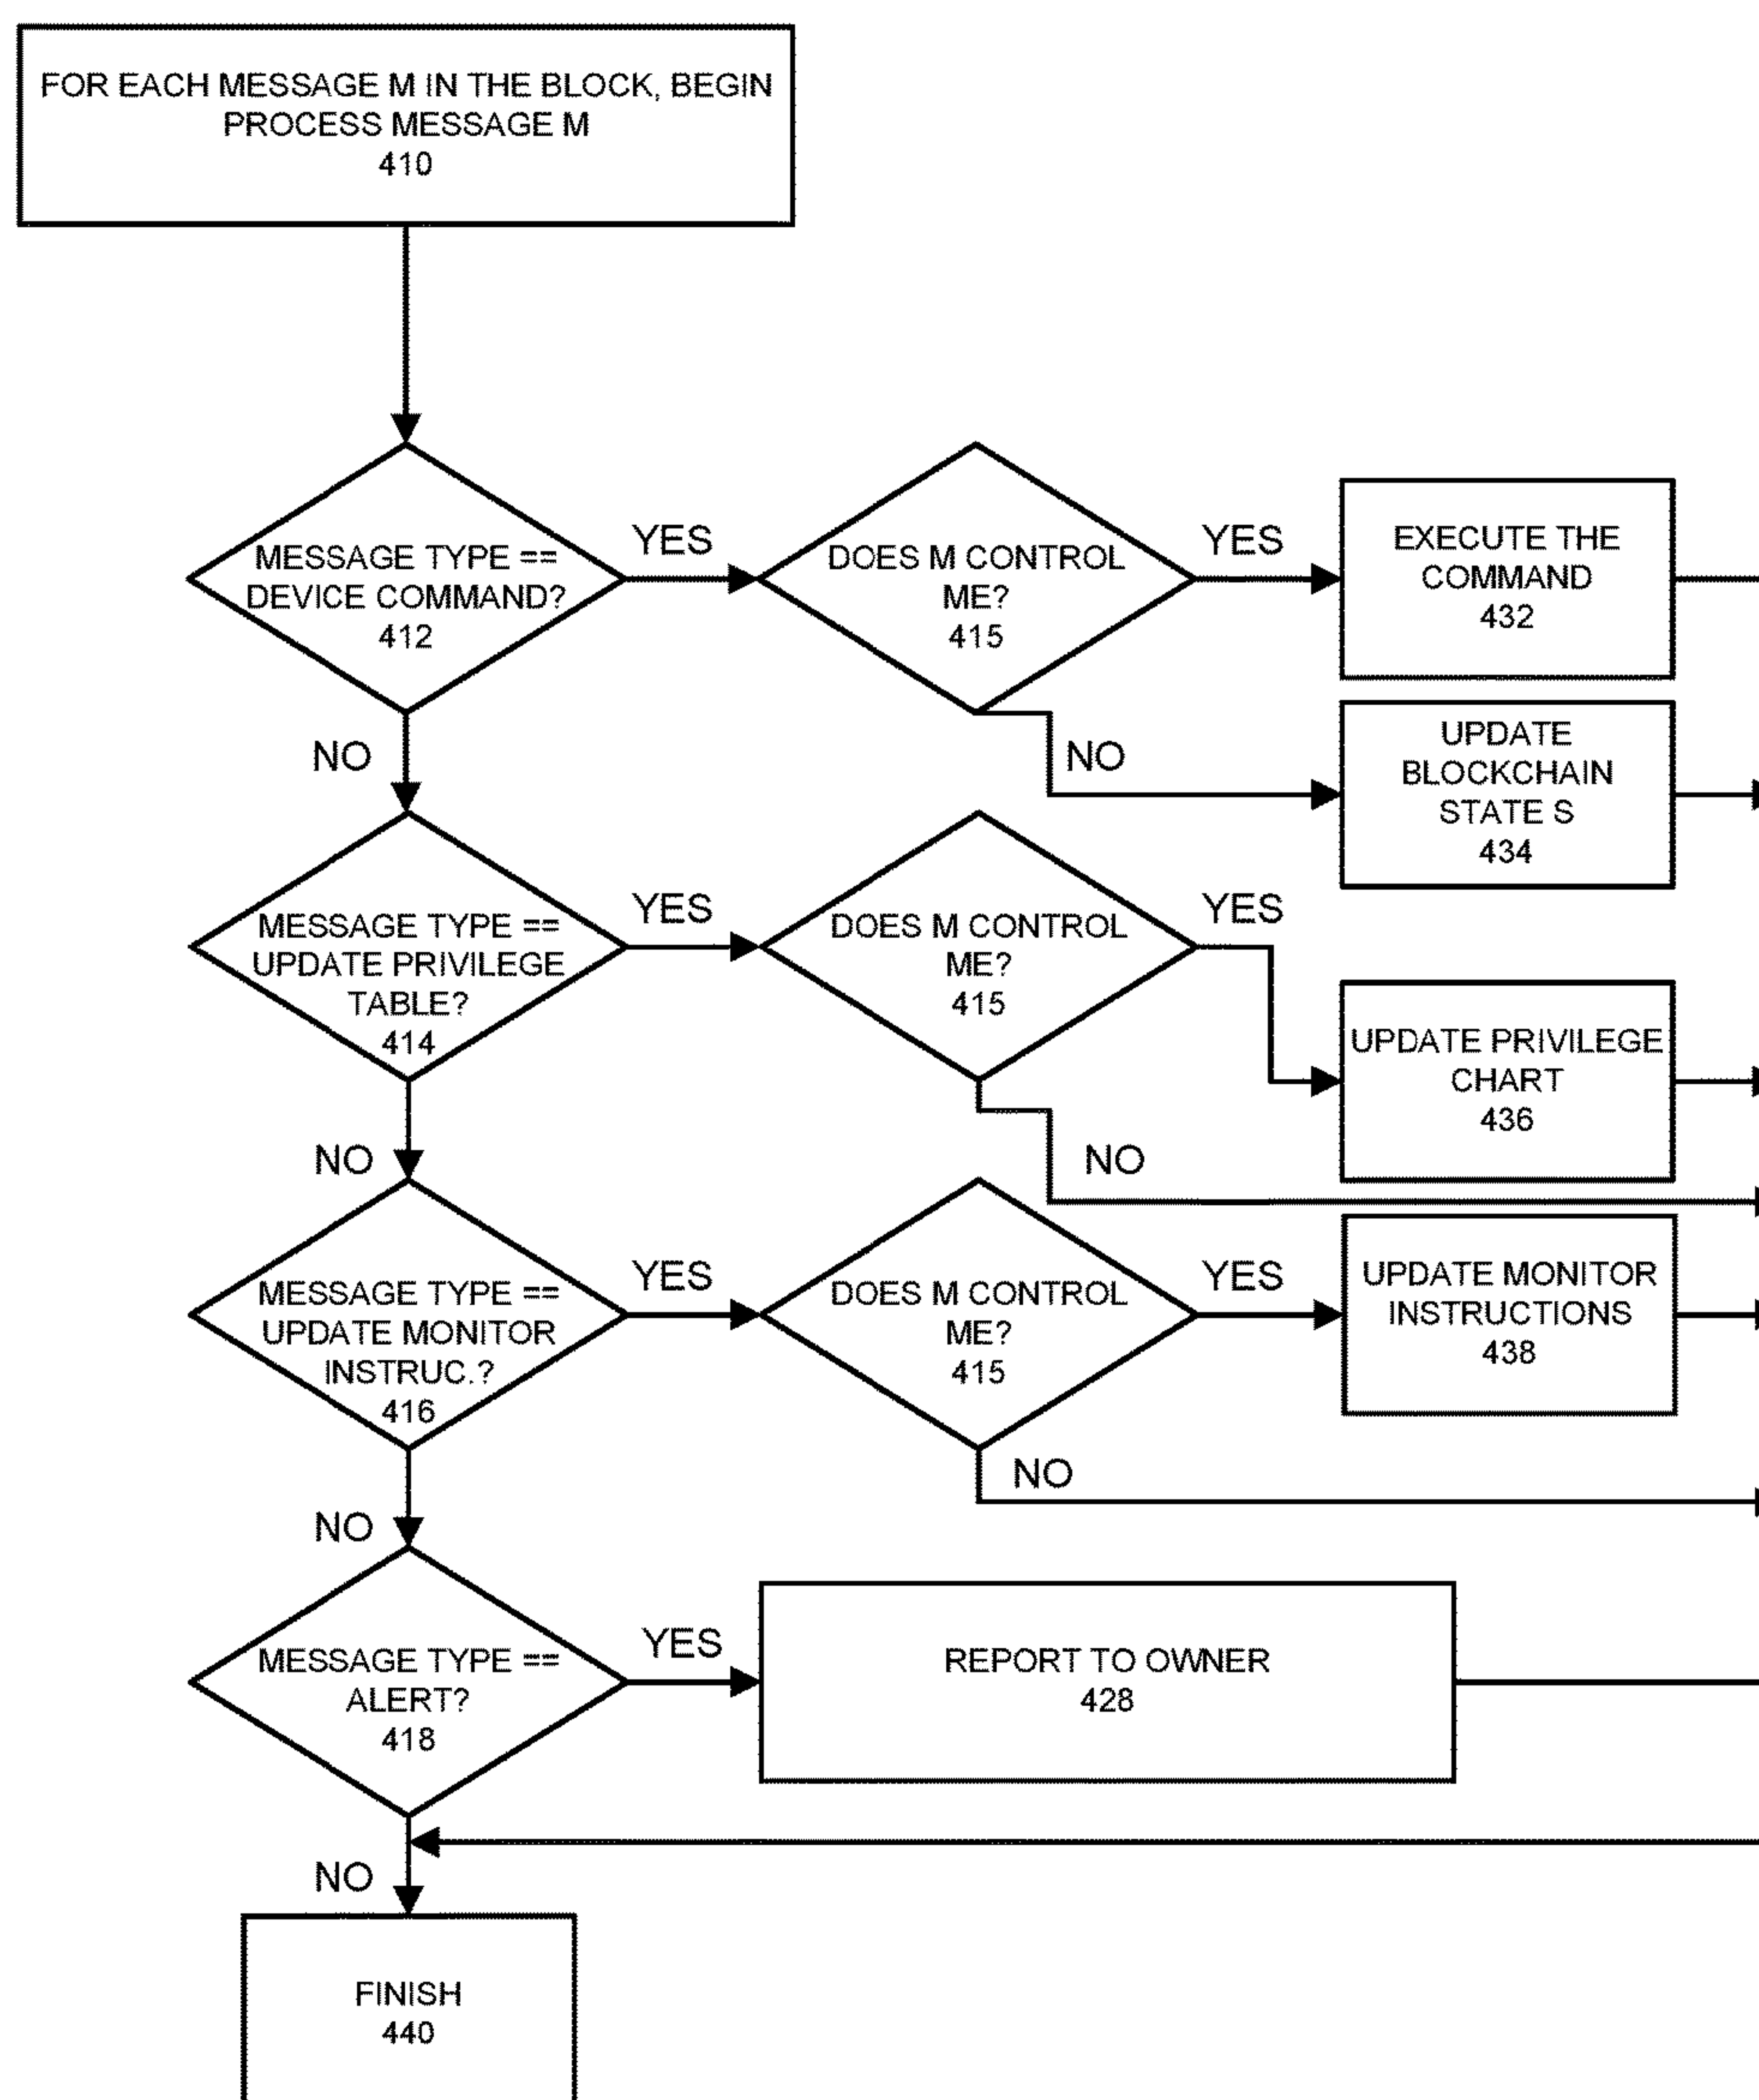 FOR EACH MESSAGE M IN THE BLOCK, BEGIN
PROCESS MESSAGE M
410
MESSAGE TYPE ==
DEVICE COMMAND?
412
YES
DOES M CONTROL
ME?
415
YES
EXECUTE THE
COMMAND
432
NO
NO
UPDATE
BLOCKCHAIN
STATE S
434
MESSAGE TYPE ==
UPDATE PRIVILEGE
TABLE?
414
YES
DOES M CONTROL
ME?
415
YES
UPDATE PRIVILEGE
CHART
436
NO
NO
MESSAGE TYPE ==
UPDATE MONITOR
INSTRUC.?
416
YES
DOES M CONTROL
ME?
415
YES
UPDATE MONITOR
INSTRUCTIONS
438
NO
NO
MESSAGE TYPE ==
ALERT?
418
YES
REPORT TO OWNER
428
NO
FINISH
440